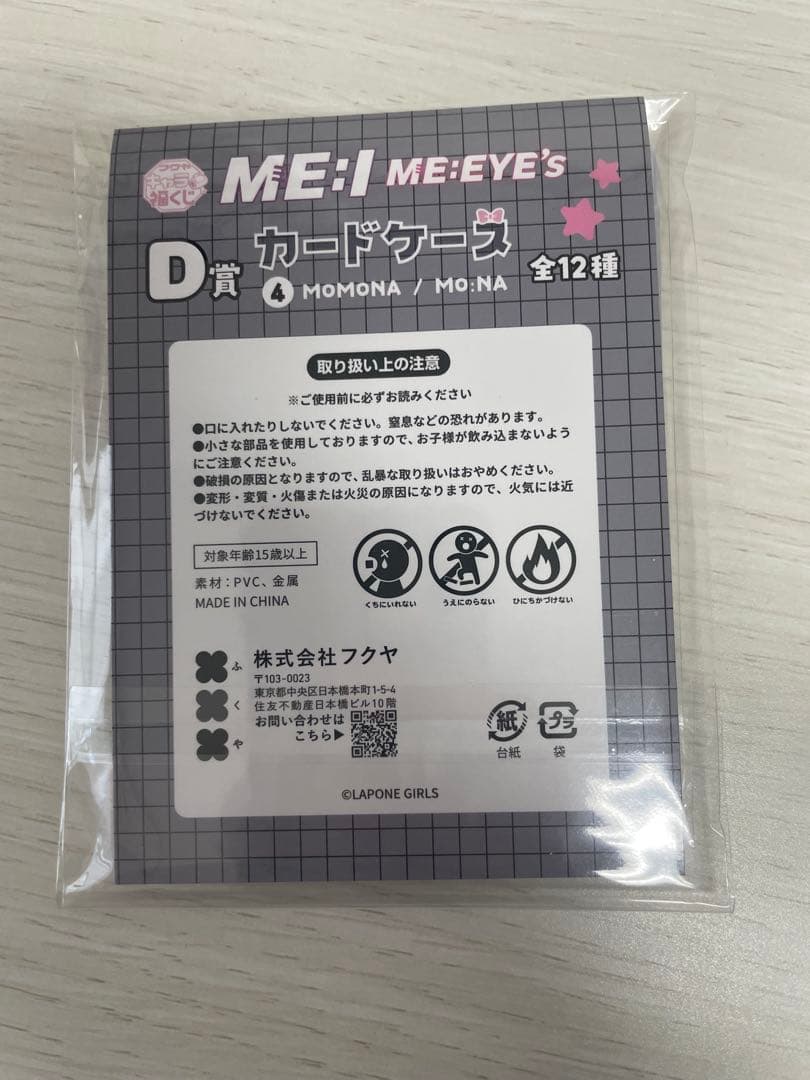 フクヤ
キャラ
福くじ
ME:I ME:EYE's
D賞
カードケース
4 MOMONA / MO:NA
全12種
取り扱い上の注意
※ご使用前に必ずお読みください
●口に入れたりしないでください。窒息などの恐れがあります。
●小さな部品を使用しておりますので、お子様が飲み込まないよう
にご注意ください。
●破損の原因となりますので、乱暴な取り扱いはおやめください。
●変形・変質・火傷または火災の原因になりますので、火気には近
づけないでください。
対象年齢15歳以上
素材：PVC、金属
MADE IN CHINA
くちにいれない
うえにのらない
ひにちかづけない
ふ
く
や
株式会社フクヤ
〒103-0023
東京都中央区日本橋本町1-5-4
住友不動産日本橋ビル10階
お問い合わせは
こちら▶
紙
台紙
プラ
袋
©LAPONE GIRLS